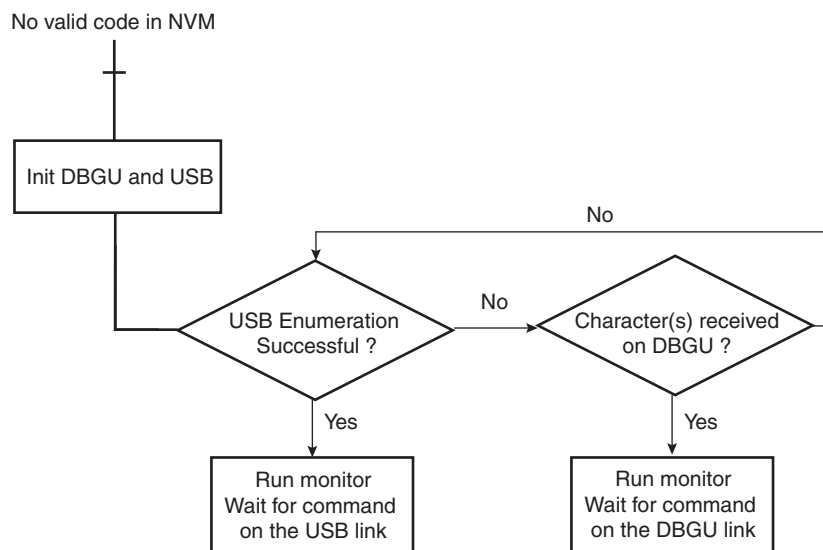 No valid code in NVM
Init DBGU and USB
No
USB Enumeration
Successful ?
No
Character(s) received
on DBGU ?
Yes
Yes
Run monitor
Wait for command
on the USB link
Run monitor
Wait for command
on the DBGU link